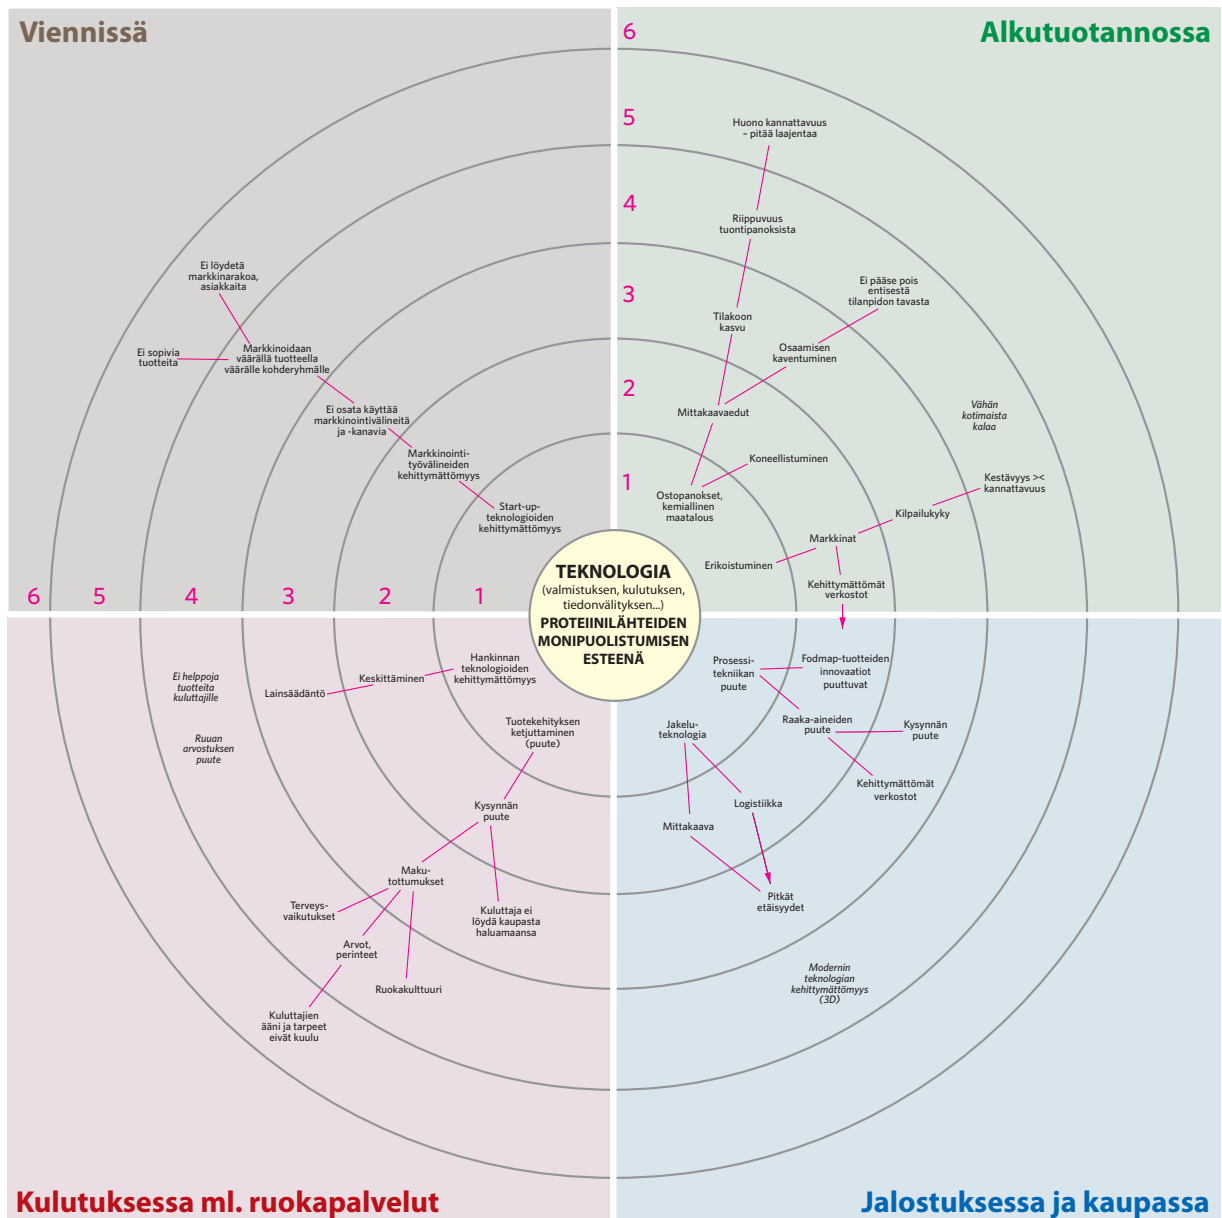 Viennissä
Alkutuotannossa
6
5
4
3
2
1
Huono kannattavuus
– pitää laajentaa
Riippuvuus
tuontipanoksista
Ei pääse pois
entisestä
tilanpidon tavasta
Tilakoon
kasvu
Osaamisen
kaventuminen
Mittakaavaedut
Vähän
kotimaista
kalaa
Koneellistuminen
Ostopanokset,
kemiallinen
maatalous
Kestävyys ><
kannattavuus
Kilpailukyky
Markkinat
Erikoistuminen
Kehittymättömät
verkostot
Ei löydetä
markkinarakoa,
asiakkaita
Ei sopivia
tuotteita
Markkinoidaan
väärällä tuotteella
väärälle kohderyhmälle
Ei osata käyttää
markkinointivälineitä
ja -kanavia
Markkinointi-
työvälineiden
kehittymättömyys
Start-up-
teknologioiden
kehittymättömyys
6
5
4
3
2
1
TEKNOLOGIA
(valmistuksen, kulutuksen,
tiedonvälityksen...)
PROTEIINILÄHTEIDEN
MONIPUOLISTUMISEN
ESTEENÄ
Hankinnan
teknologioiden
kehittymättömyys
Keskittäminen
Lainsäädäntö
Ei helppoja
tuotteita
kuluttajille
Ruuan
arvostuksen
puute
Tuotekehityksen
ketjuttaminen
(puute)
Kysynnän
puute
Maku-
tottumukset
Terveys-
vaikutukset
Arvot,
perinteet
Kuluttaja ei
löydä kaupasta
haluamaansa
Ruokakulttuuri
Kuluttajien
ääni ja tarpeet
eivät kuulu
Prosessi-
tekniikan
puute
Fodmap-tuotteiden
innovaatiot
puuttuvat
Raaka-aineiden
puute
Kysynnän
puute
Jakelu-
teknologia
Kehittymättömät
verkostot
Logistiikka
Mittakaava
Pitkät
etäisyydet
Modernin
teknologian
kehittymättömyys
(3D)
Kulutuksessa ml. ruokapalvelut
Jalostuksessa ja kaupassa